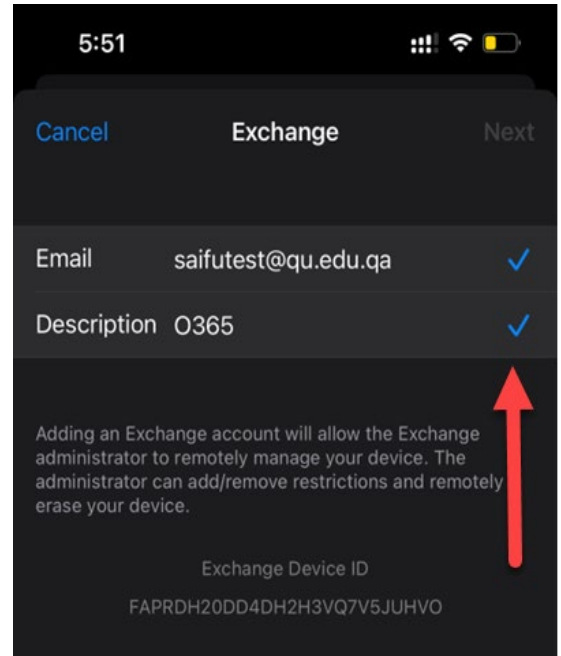 5:51
Cancel Exchange Next
Email saifutest@qu.edu.qa
Description O365
Adding an Exchange account will allow the Exchange
administrator to remotely manage your device. The
administrator can add/remove restrictions and remotely
erase your device.
Exchange Device ID
FAPRDH20DD4DH2H3VQ7V5JUHVO